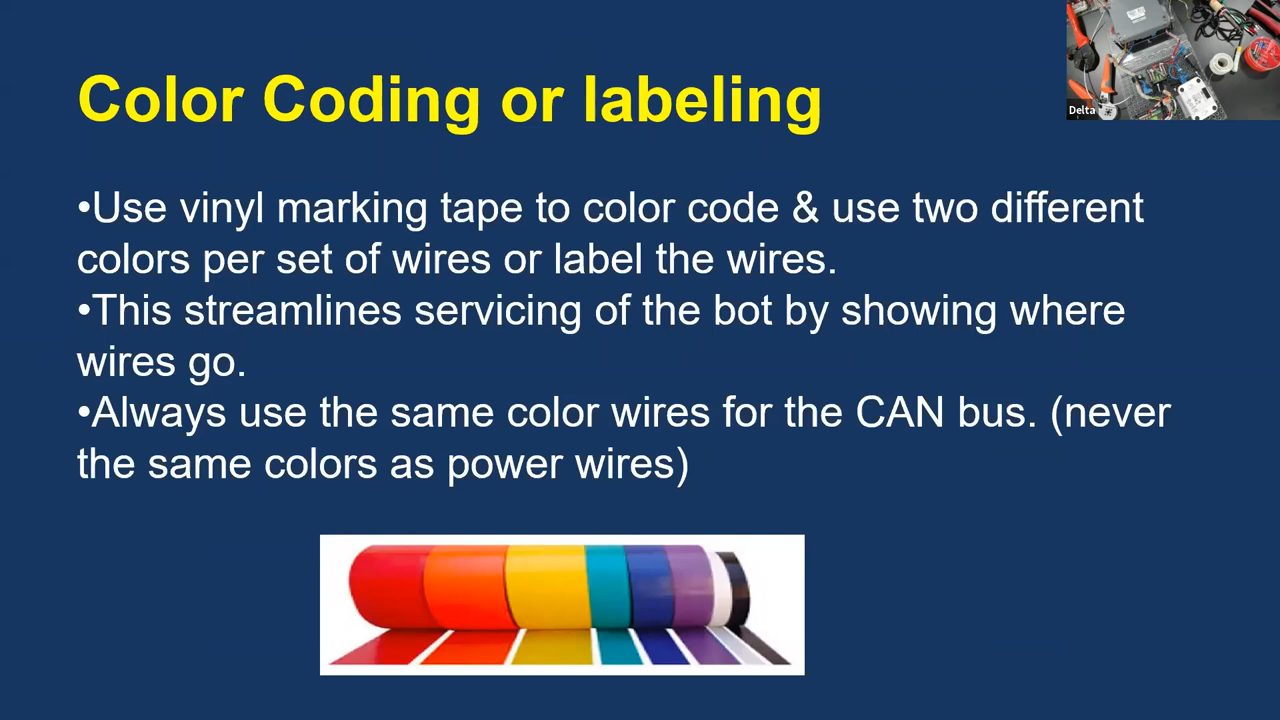 Color Coding or labeling
Delta
•Use vinyl marking tape to color code & use two different
colors per set of wires or label the wires.
•This streamlines servicing of the bot by showing where
wires go.
•Always use the same color wires for the CAN bus. (never
the same colors as power wires)